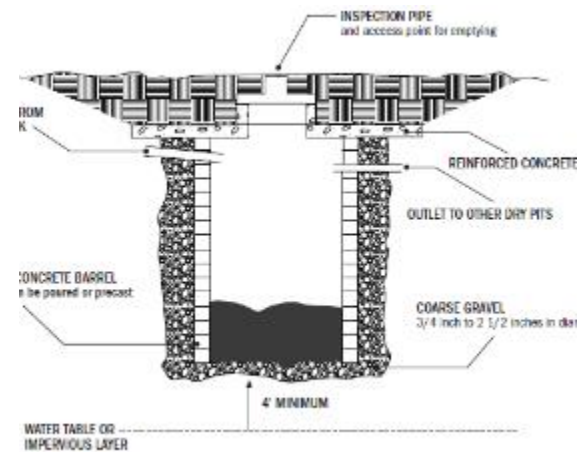 INSPECTION PIPE
and access point for emptying
ROM
K
REINFORCED CONCRETE
OUTLET TO OTHER DRY PITS
CONCRETE BARREL
n be poured or precast
COARSE GRAVEL
3/4 inch to 2 1/2 inches in diar
4' MINIMUM
WATER TABLE OR
IMPERVIOUS LAYER